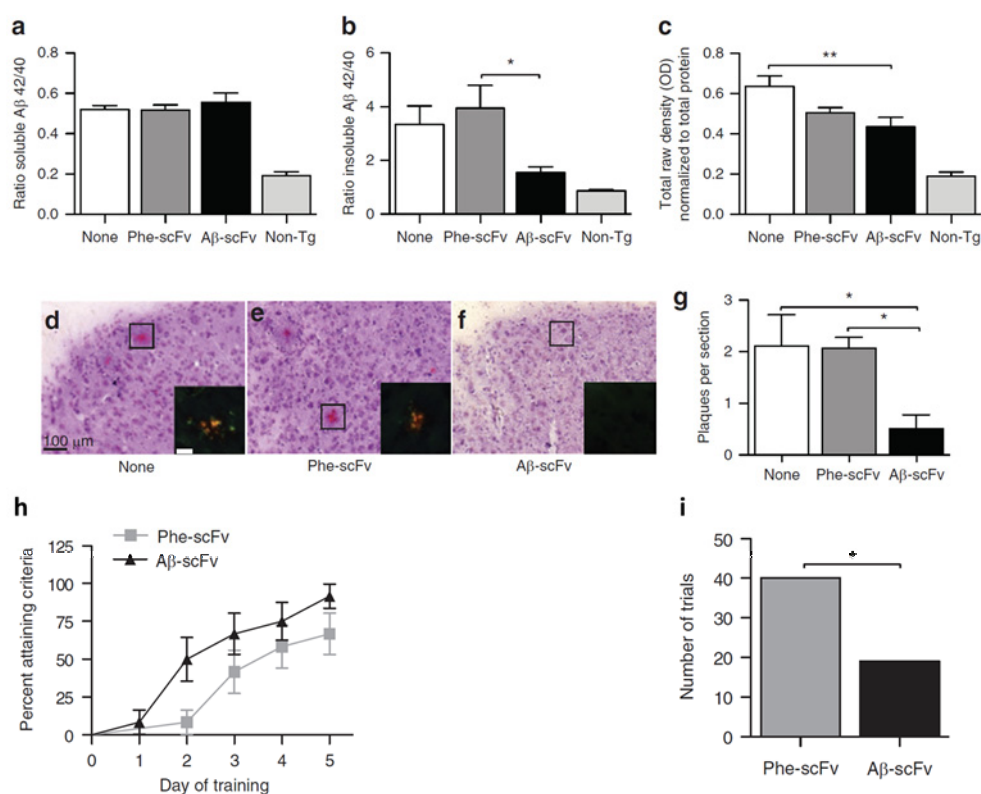 a
Ratio soluble Aβ 42/40
0.8
0.6
0.4
0.2
0.0
None Phe-scFv Aβ-scFv Non-Tg
b
Ratio insoluble Aβ 42/40
6
4
2
0
*
None Phe-scFv Aβ-scFv Non-Tg
c
Total raw density (OD)
normalized to total protein
0.8
0.6
0.4
0.2
0.0
**
None Phe-scFv Aβ-scFv Non-Tg
d
100 μm
None
e
Phe-scFv
f
Aβ-scFv
g
Plaques per section
3
2
1
0
*
*
None Phe-scFv Aβ-scFv
h
Phe-scFv
Aβ-scFv
Percent attaining criteria
125
100
75
50
25
0
0 1 2 3 4 5
Day of training
i
Number of trials
50
40
30
20
10
0
*
Phe-scFv Aβ-scFv